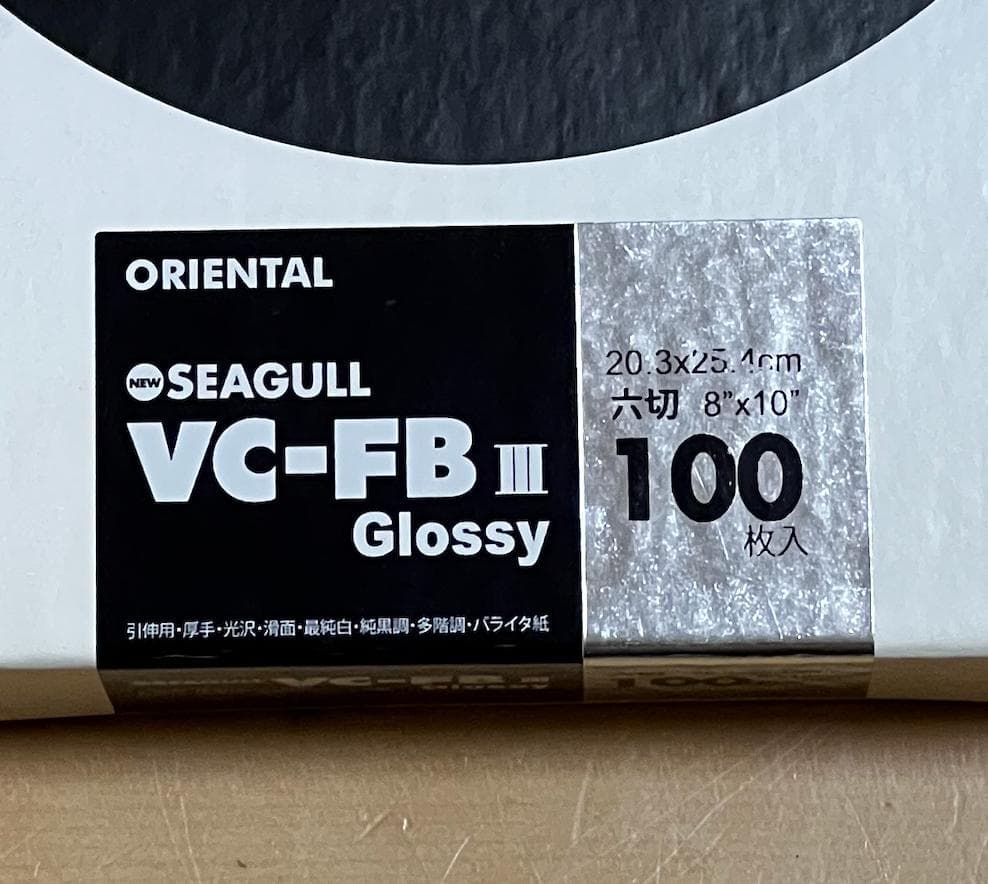 ORIENTAL
NEW SEAGULL
VC-FB III
Glossy
引伸用・厚手・光沢・滑面・最純白・純黒調・多階調・バライタ紙
20.3x25.4cm
六切 8”x10”
100
枚入